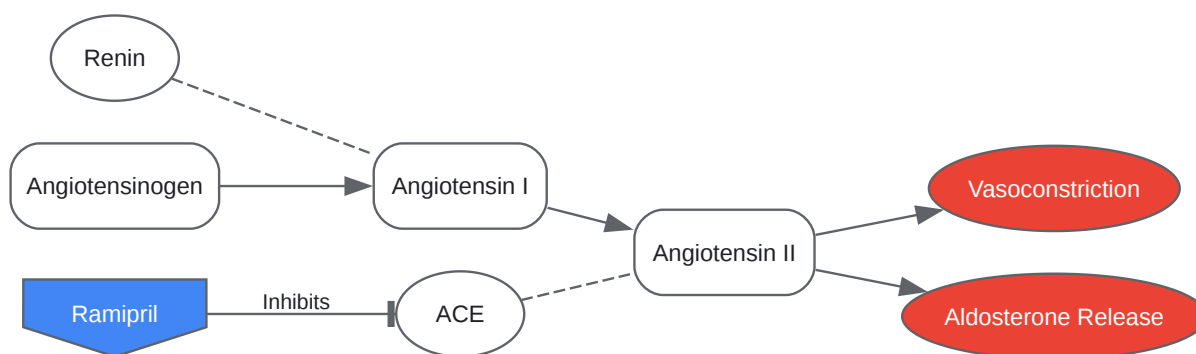 Renin
Angiotensinogen
Angiotensin I
Vasoconstriction
Angiotensin II
Ramipril
Inhibits
ACE
Aldosterone Release